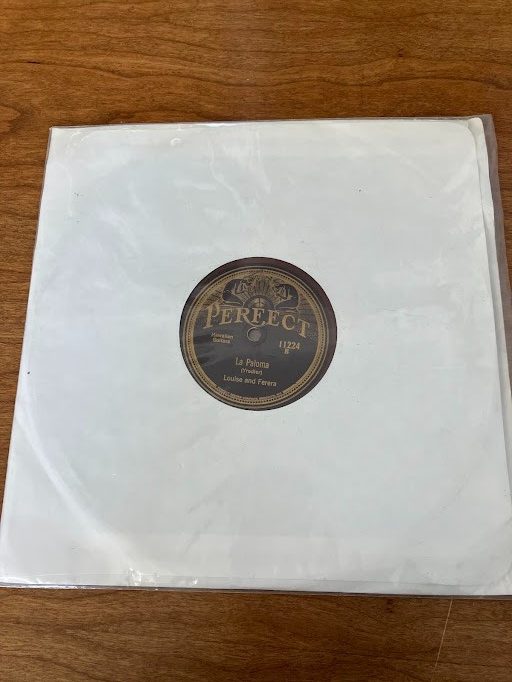 PERFECT
Hawaiian
Guitars
11224
B
La Paloma
(Yradier)
Louise and Ferera